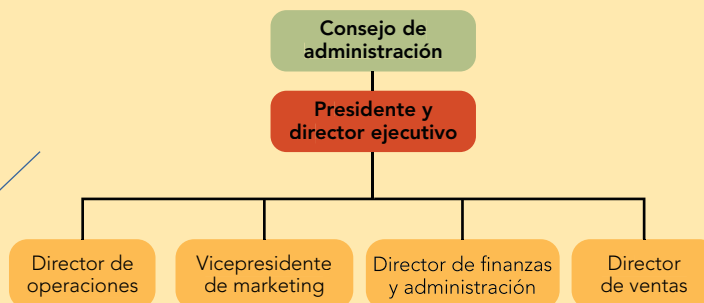 Consejo de
administración
Presidente y
director ejecutivo
Director de
operaciones
Vicepresidente
de marketing
Director de finanzas
y administración
Director
de ventas